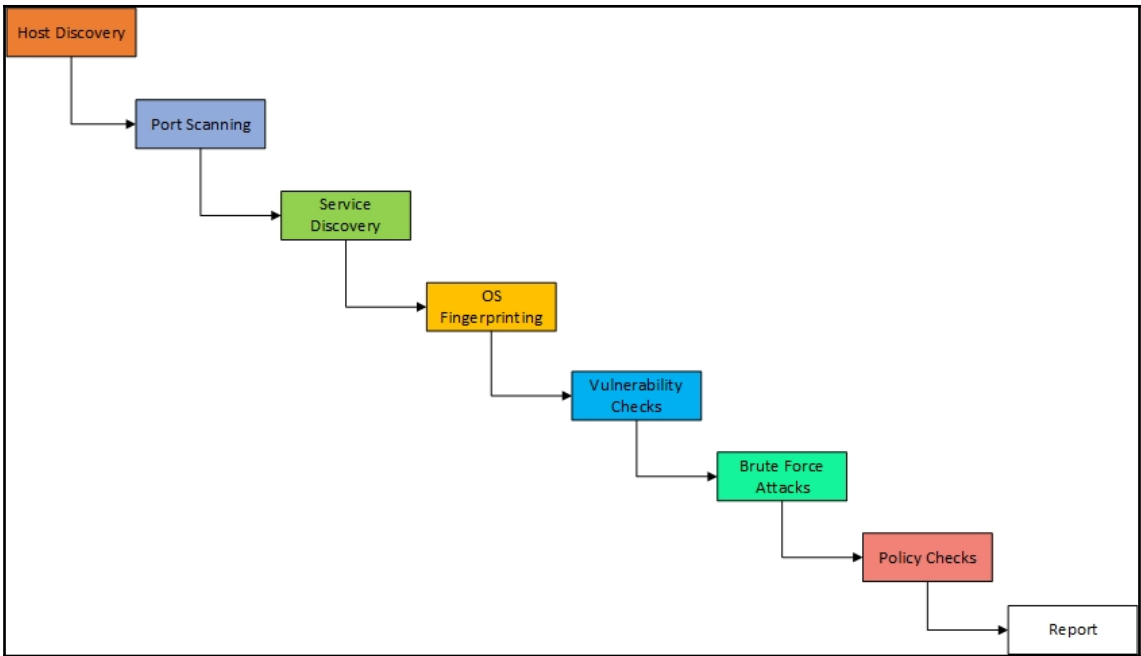 Host Discovery
Port Scanning
Service
Discovery
OS
Fingerprinting
Vulnerability
Checks
Brute Force
Attacks
Policy Checks
Report